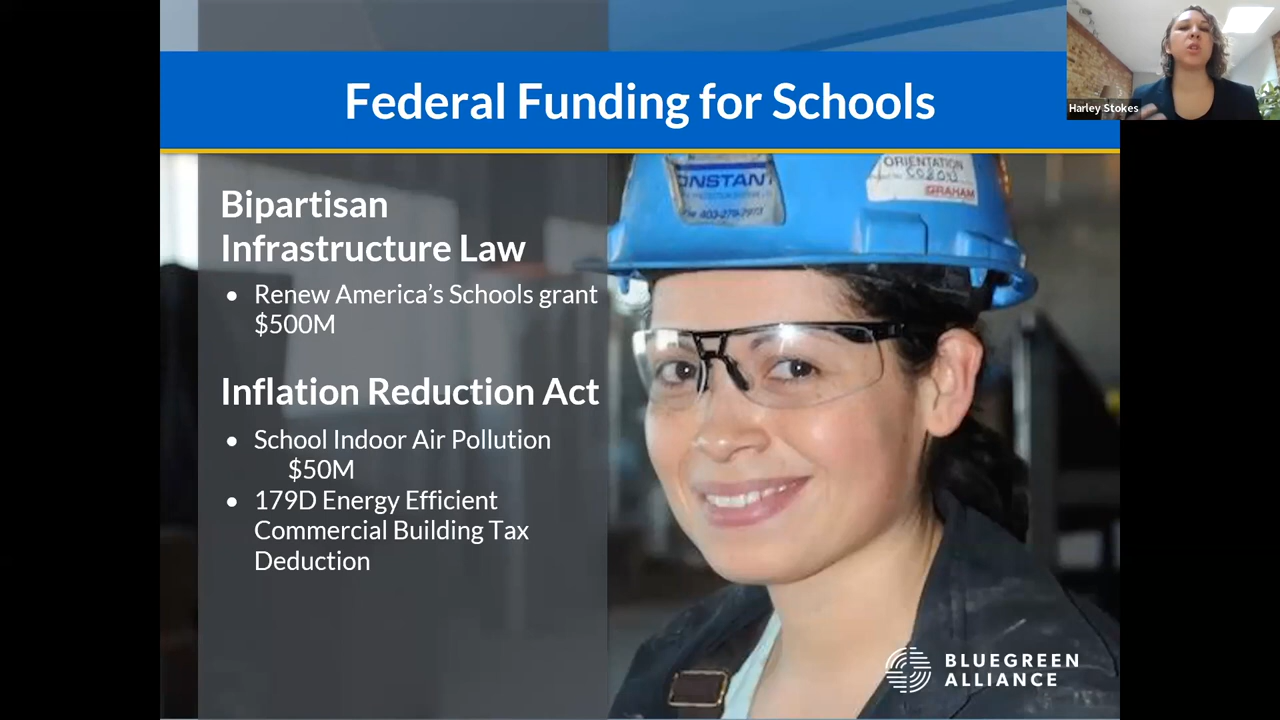 Federal Funding for Schools
Harley Stokes
Bipartisan
Infrastructure Law
• Renew America’s Schools grant
$500M
Inflation Reduction Act
• School Indoor Air Pollution
$50M
• 179D Energy Efficient
Commercial Building Tax
Deduction
ORIENTATION
GRAHAM
BLUEGREEN
ALLIANCE